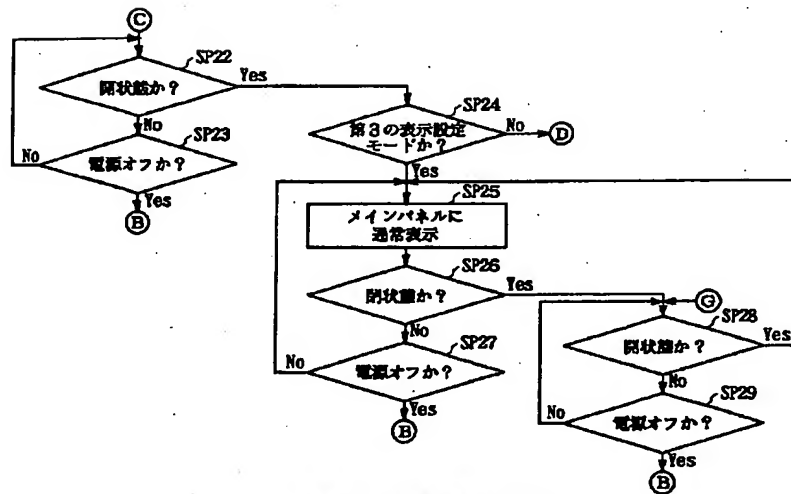 C
SP22
開状態か？
Yes
No
SP23
電源オフか？
No
Yes
B
SP24
第３の表示設定
モードか？
No
D
Yes
SP25
メインパネルに
通常表示
SP26
閉状態か？
Yes
No
SP27
電源オフか？
No
Yes
B
G
SP28
開状態か？
Yes
No
SP29
電源オフか？
No
Yes
B